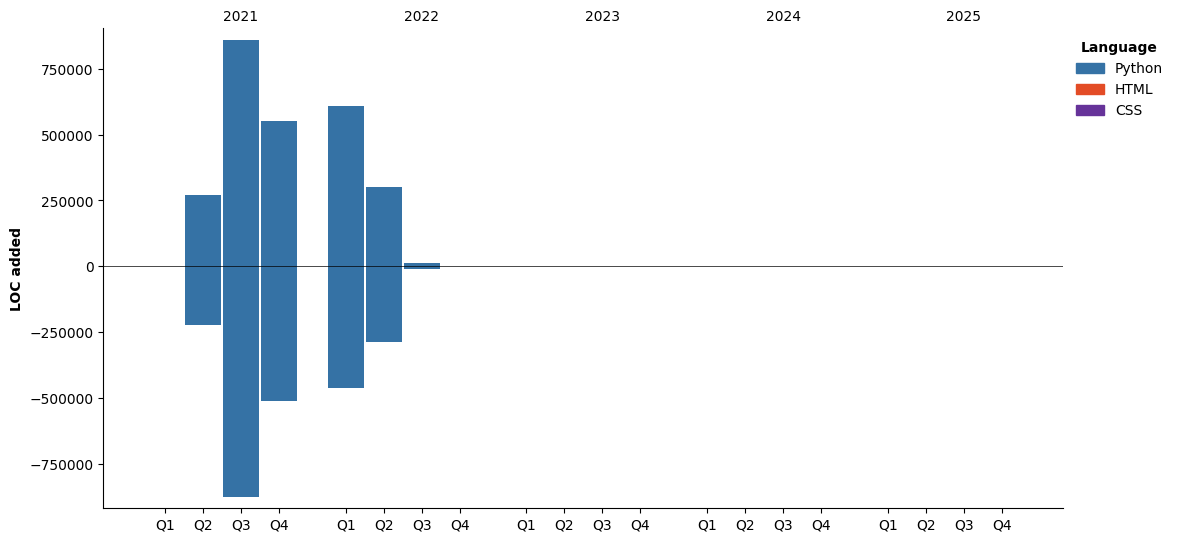 2021 2022 2023 2024 2025
Language
Python
HTML
CSS
LOC added
750000
500000
250000
0
−250000
−500000
−750000
Q1 Q2 Q3 Q4 Q1 Q2 Q3 Q4 Q1 Q2 Q3 Q4 Q1 Q2 Q3 Q4 Q1 Q2 Q3 Q4